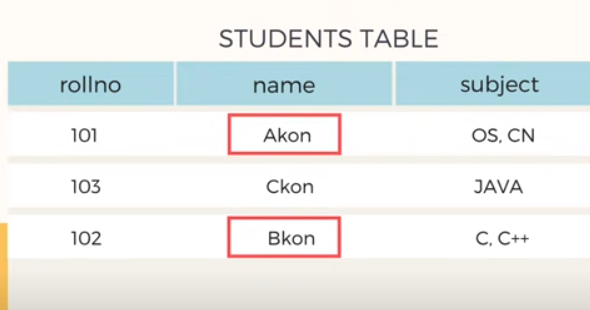 STUDENTS TABLE
rollno name subject
101 Akon OS, CN
103 Ckon JAVA
102 Bkon C, C++